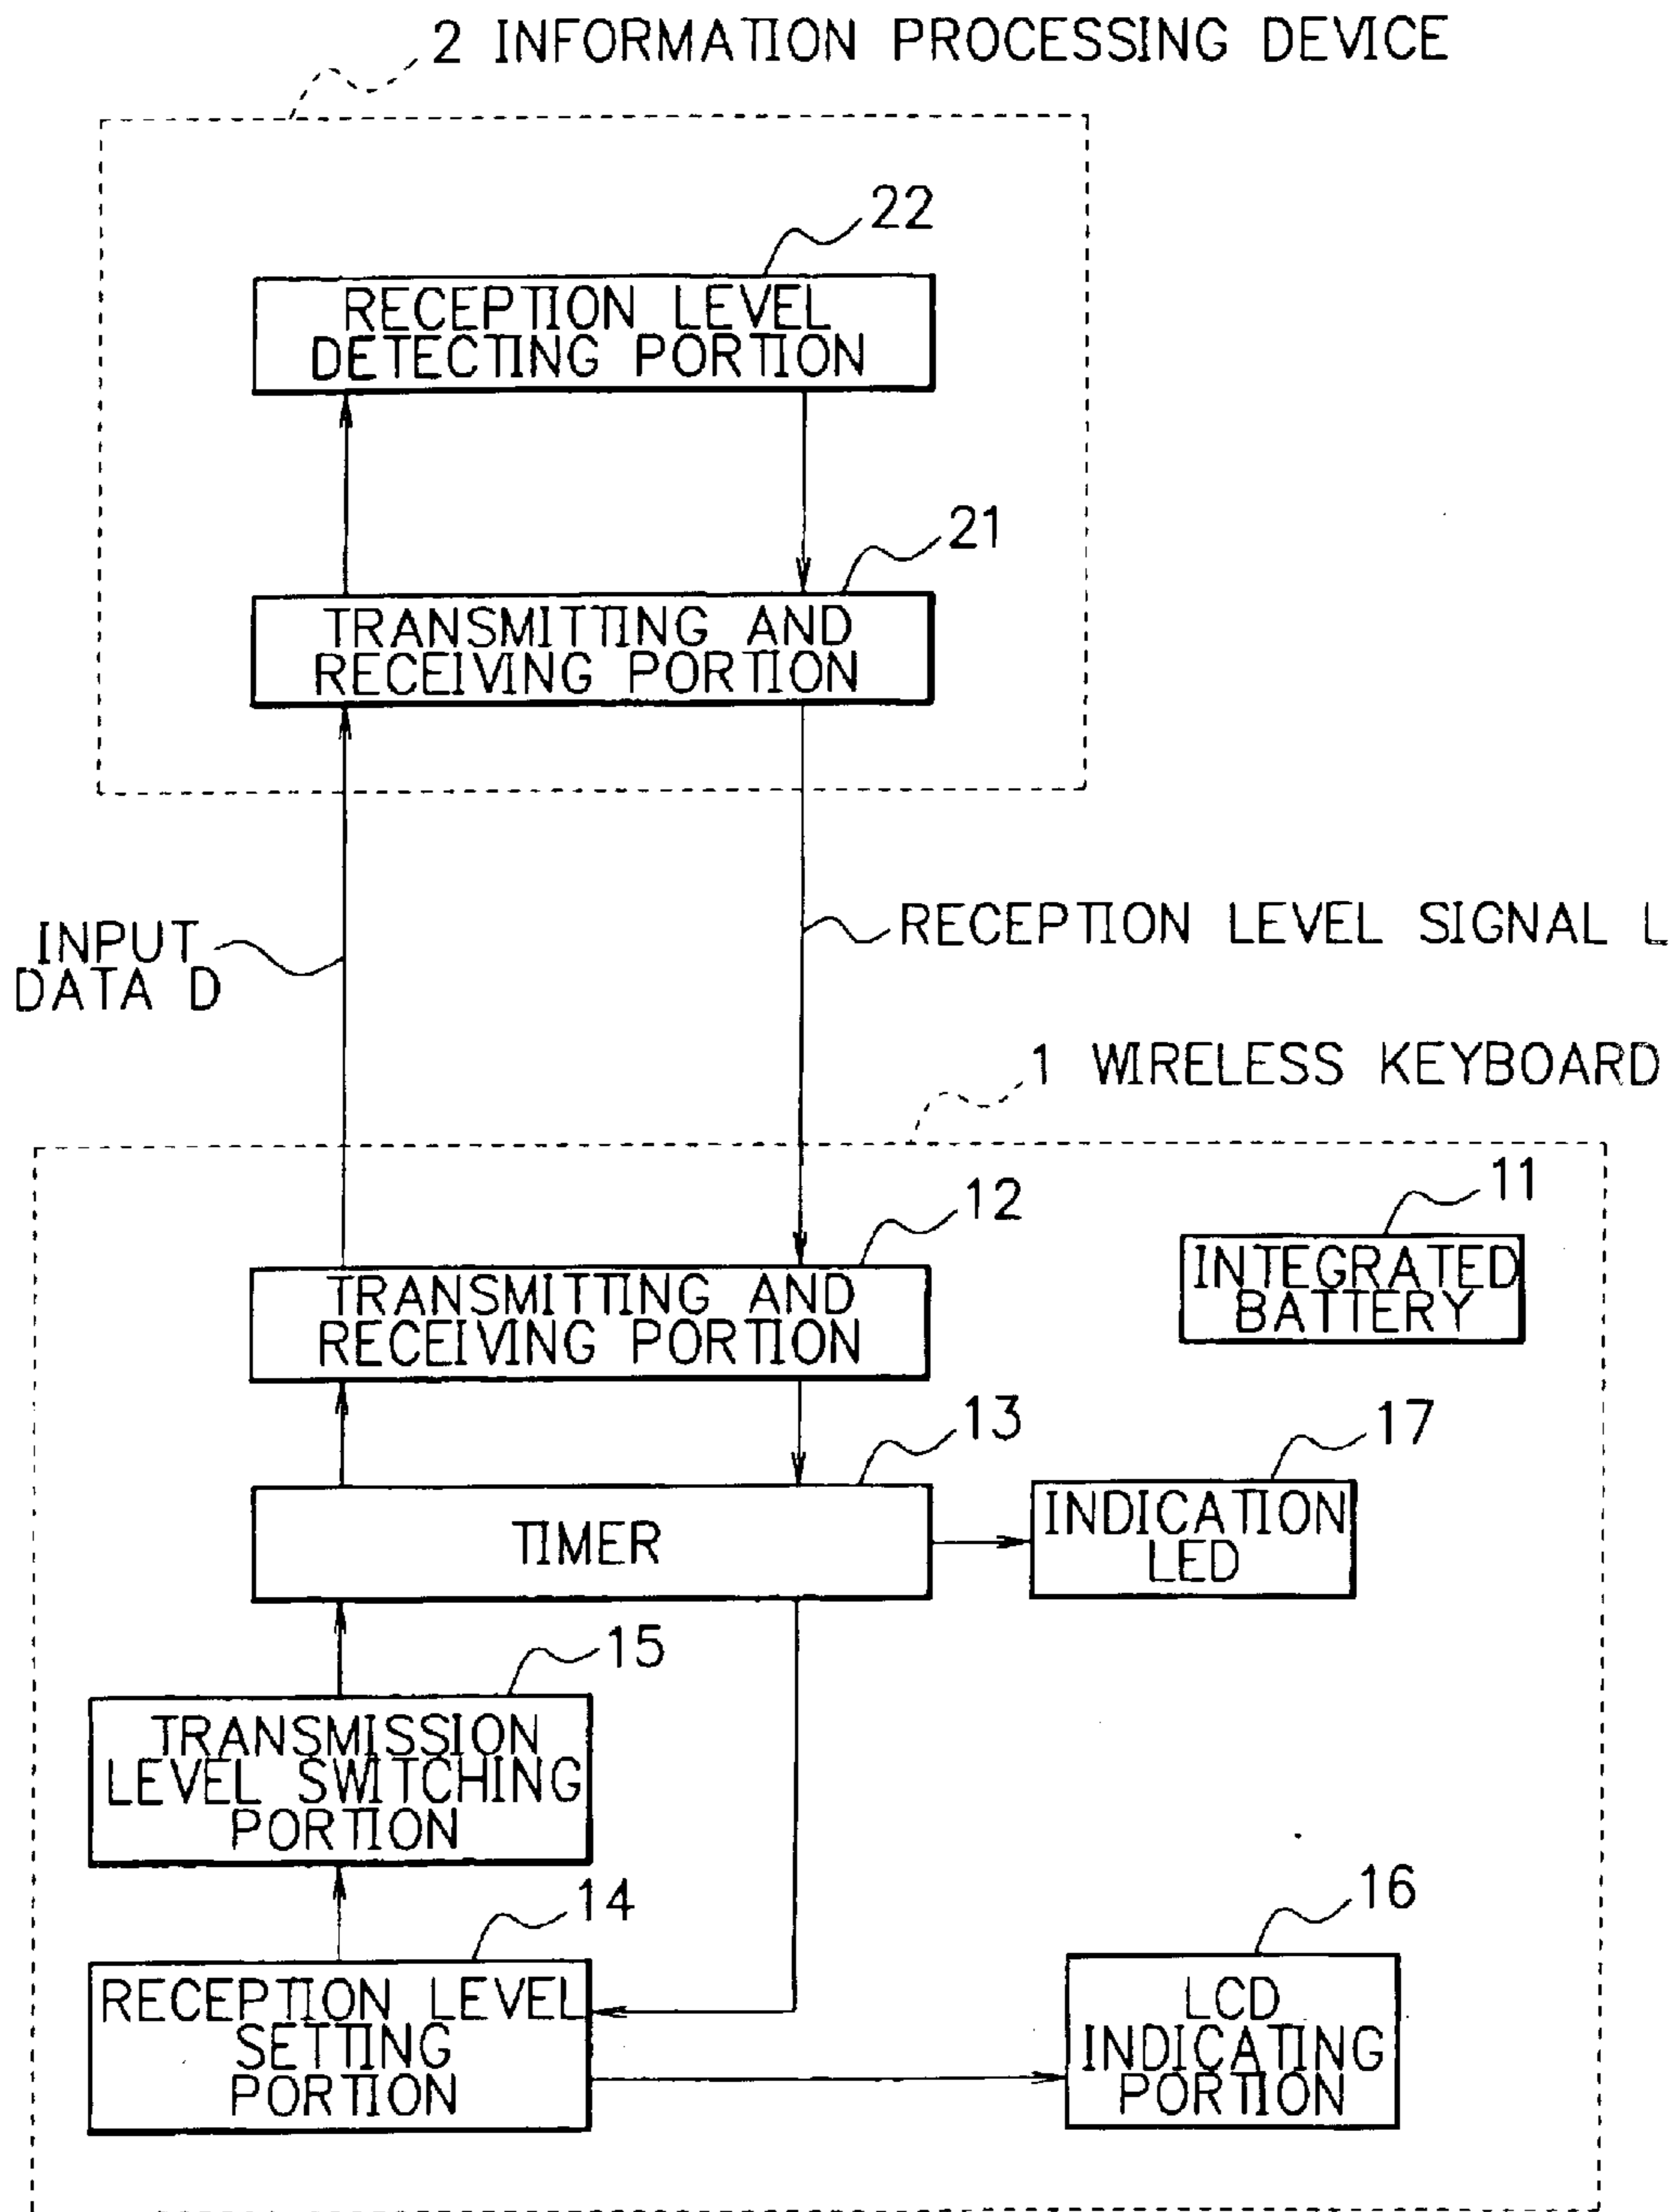 2 INFORMATION PROCESSING DEVICE
22
RECEPTION LEVEL
DETECTING PORTION
21
TRANSMITTING AND
RECEIVING PORTION
INPUT
DATA D
RECEPTION LEVEL SIGNAL L
1 WIRELESS KEYBOARD
12
11
TRANSMITTING AND
RECEIVING PORTION
INTEGRATED
BATTERY
13
17
TIMER
INDICATION
LED
15
TRANSMISSION
LEVEL SWITCHING
PORTION
14
16
RECEPTION LEVEL
SETTING
PORTION
LCD
INDICATING
PORTION